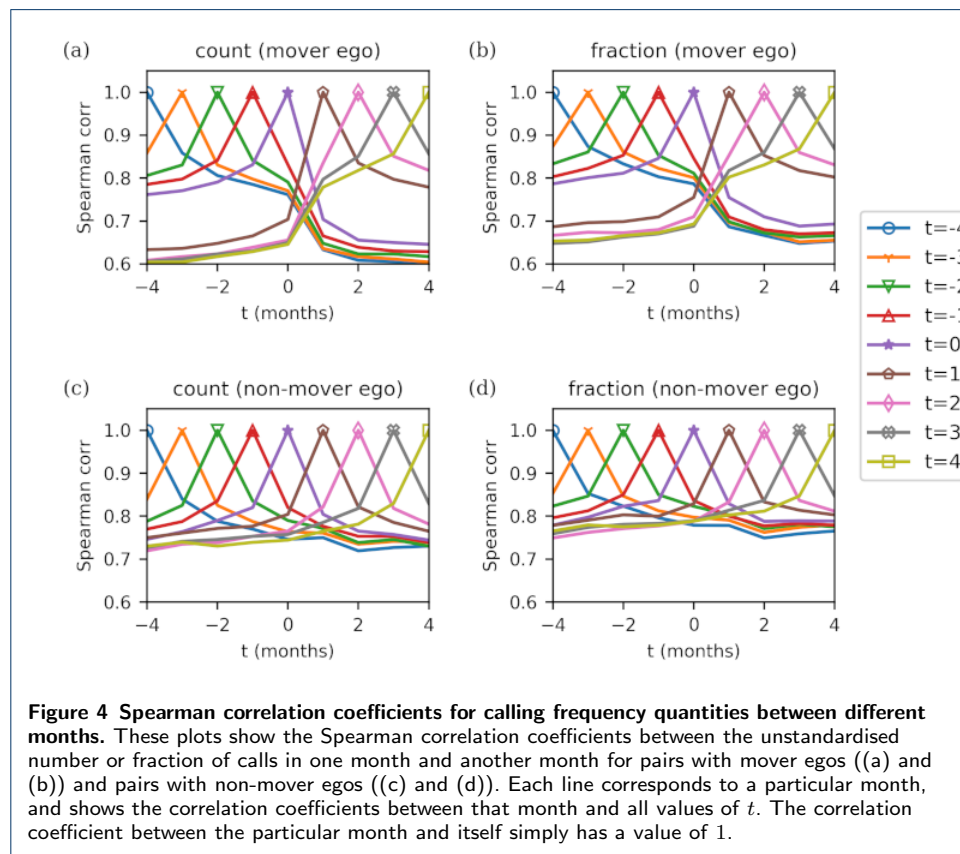 (a) count (mover ego)
(b) fraction (mover ego)
1.0
0.9
0.8
0.7
0.6
Spearman corr
−4 −2 0 2 4
t (months)
1.0
0.9
0.8
0.7
0.6
Spearman corr
−4 −2 0 2 4
t (months)
t=-4
t=-3
t=-2
t=-1
t=0
t=1
t=2
t=3
t=4
(c) count (non-mover ego)
(d) fraction (non-mover ego)
1.0
0.9
0.8
0.7
0.6
Spearman corr
−4 −2 0 2 4
t (months)
1.0
0.9
0.8
0.7
0.6
Spearman corr
−4 −2 0 2 4
t (months)
Figure 4 Spearman correlation coefficients for calling frequency quantities between different
months. These plots show the Spearman correlation coefficients between the unstandardised
number or fraction of calls in one month and another month for pairs with mover egos ((a) and
(b)) and pairs with non-mover egos ((c) and (d)). Each line corresponds to a particular month,
and shows the correlation coefficients between that month and all values of t. The correlation
coefficient between the particular month and itself simply has a value of 1.